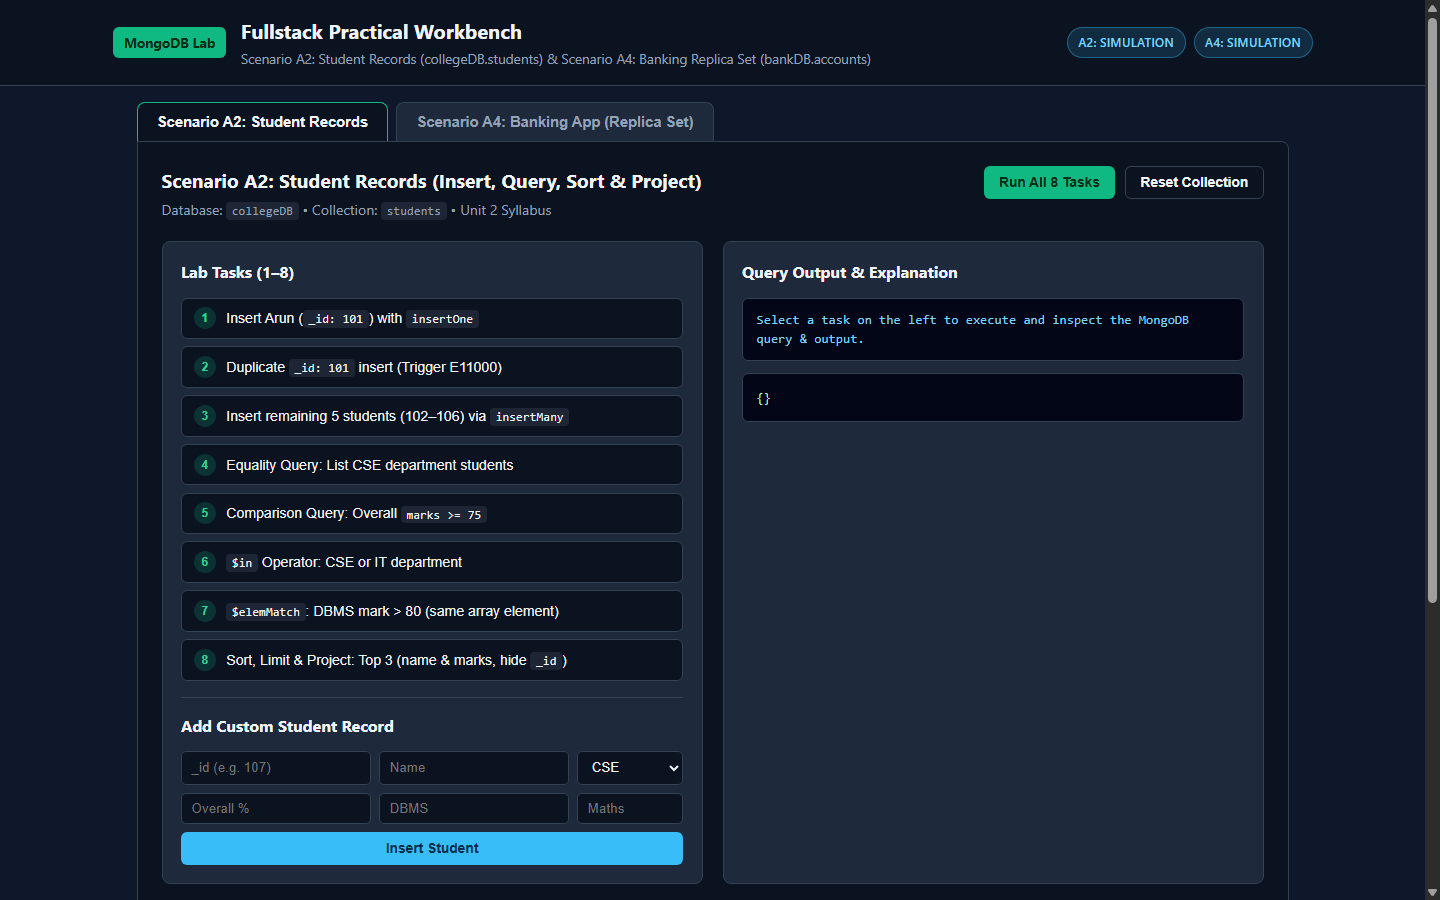 MongoDB Lab
Fullstack Practical Workbench
Scenario A2: Student Records (collegeDB.students) & Scenario A4: Banking Replica Set (bankDB.accounts)
A2: SIMULATION
A4: SIMULATION
Scenario A2: Student Records
Scenario A4: Banking App (Replica Set)
Scenario A2: Student Records (Insert, Query, Sort & Project)
Database: collegeDB • Collection: students • Unit 2 Syllabus
Run All 8 Tasks
Reset Collection
Lab Tasks (1–8)
1 Insert Arun (_id: 101) with insertOne
2 Duplicate _id: 101 insert (Trigger E11000)
3 Insert remaining 5 students (102–106) via insertMany
4 Equality Query: List CSE department students
5 Comparison Query: Overall marks >= 75
6 $in Operator: CSE or IT department
7 $elemMatch: DBMS mark > 80 (same array element)
8 Sort, Limit & Project: Top 3 (name & marks, hide _id)
Add Custom Student Record
_id (e.g. 107)
Name
CSE
Overall %
DBMS
Maths
Insert Student
Query Output & Explanation
Select a task on the left to execute and inspect the MongoDB
query & output.
{}